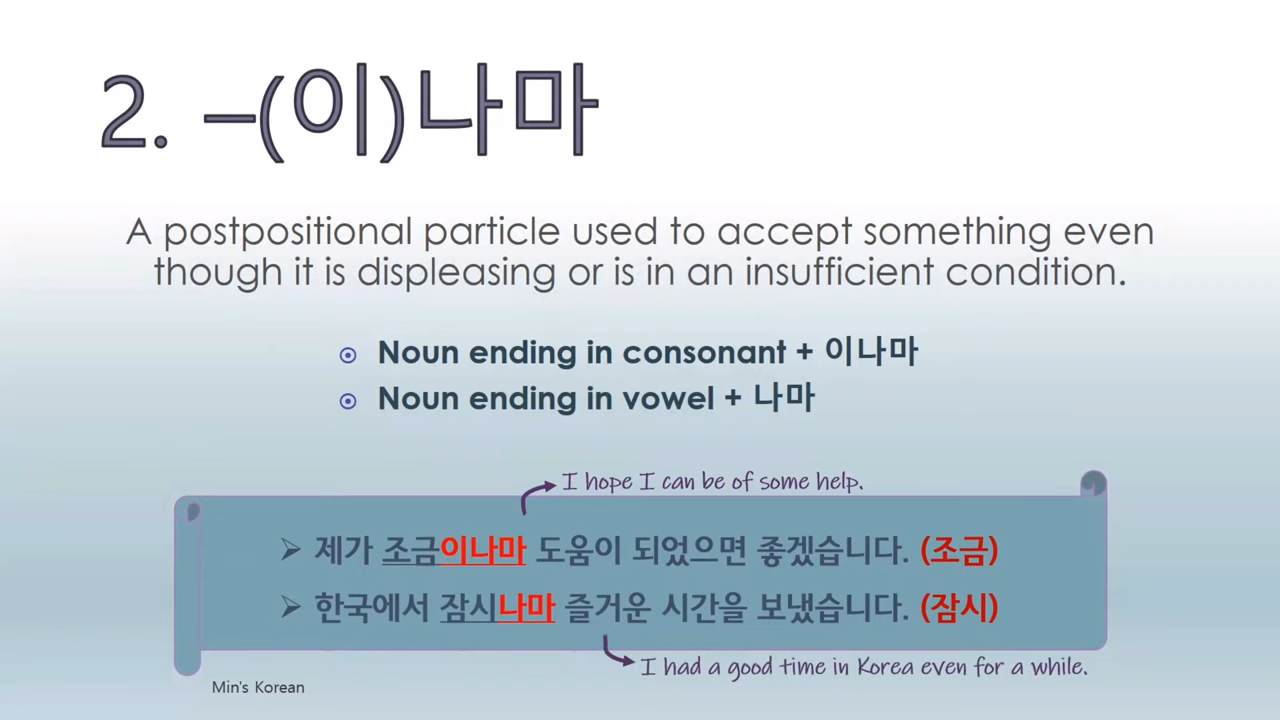 2. –(이)나마
A postpositional particle used to accept something even
though it is displeasing or is in an insufficient condition.
Noun ending in consonant + 이나마
Noun ending in vowel + 나마
I hope I can be of some help.
제가 조금이나마 도움이 되었으면 좋겠습니다. (조금)
한국에서 잠시나마 즐거운 시간을 보냈습니다. (잠시)
I had a good time in Korea even for a while.
Min's Korean